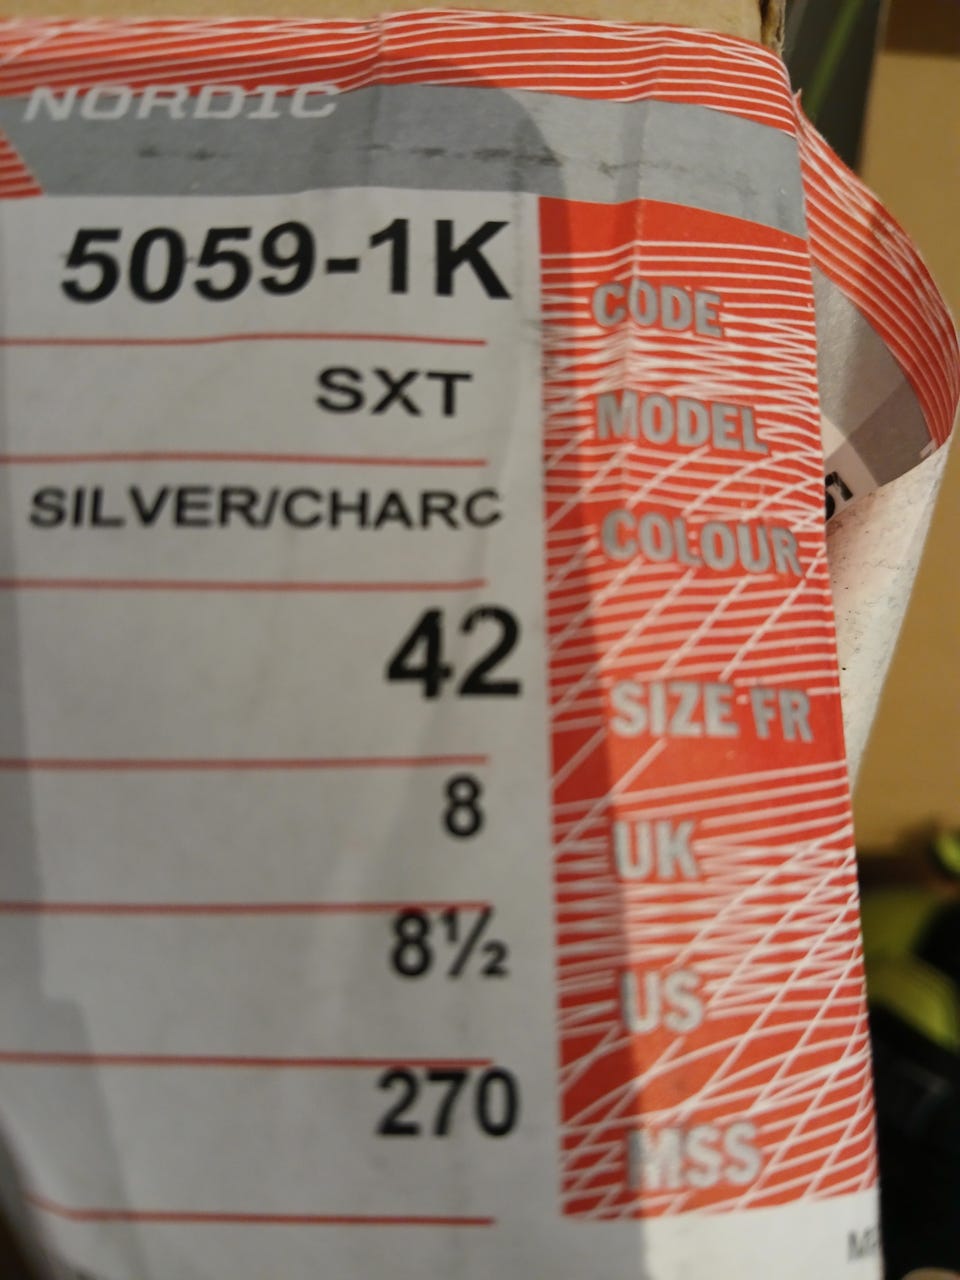 NORDIC
5059-1K CODE
SXT MODEL
SILVER/CHARC COLOUR
42 SIZE FR
8 UK
8½ US
270 MSS